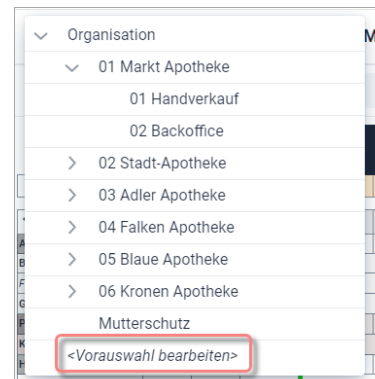 Organisation
01 Markt Apotheke
01 Handverkauf
02 Backoffice
02 Stadt-Apotheke
03 Adler Apotheke
04 Falken Apotheke
05 Blaue Apotheke
06 Kronen Apotheke
Mutterschutz
<Vorauswahl bearbeiten>